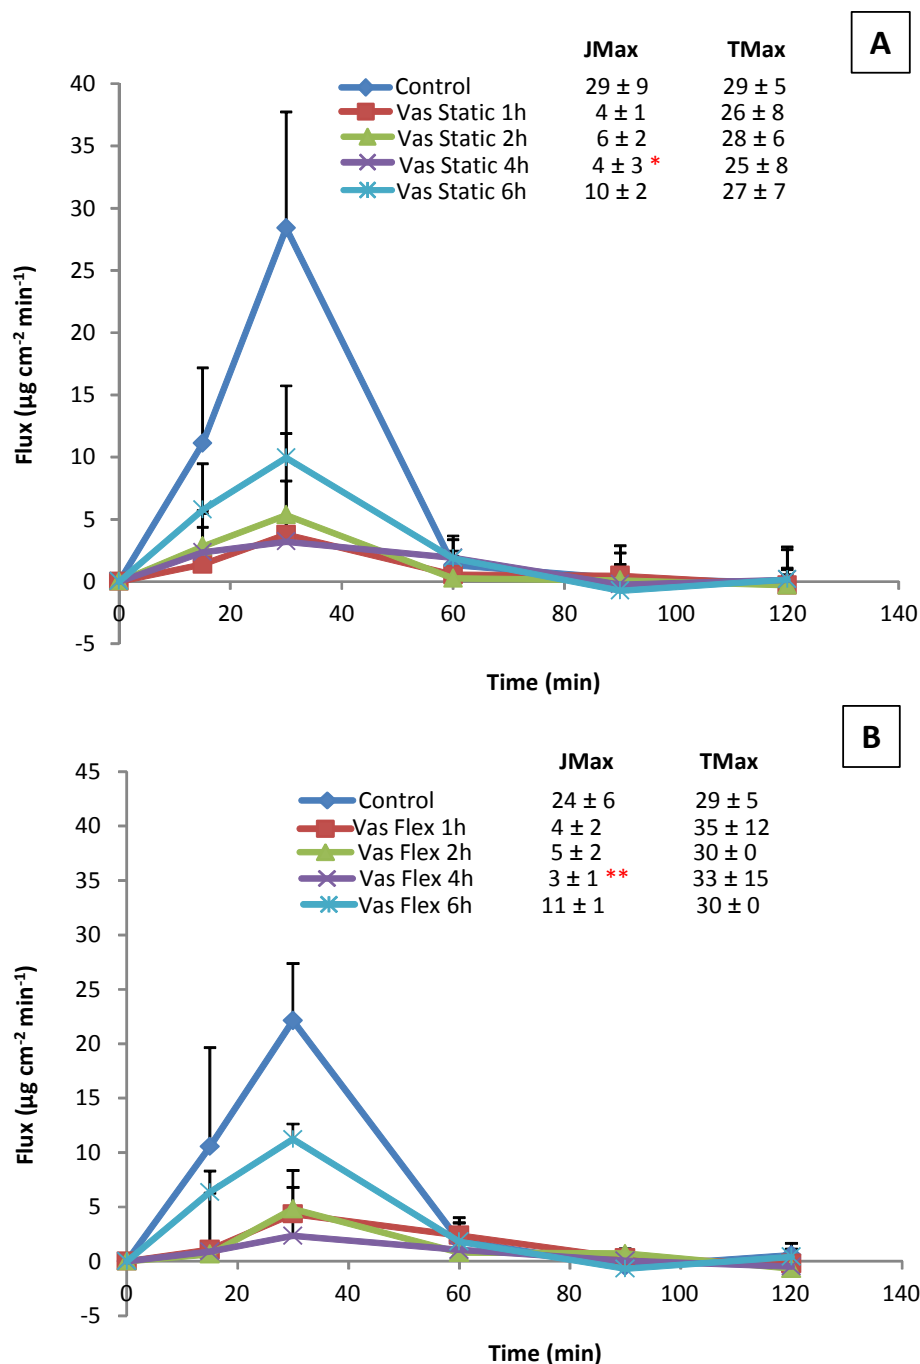 A
JMax TMax
Control 29 ± 9 29 ± 5
Vas Static 1h 4 ± 1 26 ± 8
Vas Static 2h 6 ± 2 28 ± 6
Vas Static 4h 4 ± 3 * 25 ± 8
Vas Static 6h 10 ± 2 27 ± 7
40
35
30
25
20
15
10
5
0
-5
Flux (µg cm⁻² min⁻¹)
0 20 40 60 80 100 120 140
Time (min)
B
JMax TMax
Control 24 ± 6 29 ± 5
Vas Flex 1h 4 ± 2 35 ± 12
Vas Flex 2h 5 ± 2 30 ± 0
Vas Flex 4h 3 ± 1 ** 33 ± 15
Vas Flex 6h 11 ± 1 30 ± 0
45
40
35
30
25
20
15
10
5
0
-5
Flux (µg cm⁻² min⁻¹)
0 20 40 60 80 100 120 140
Time (min)